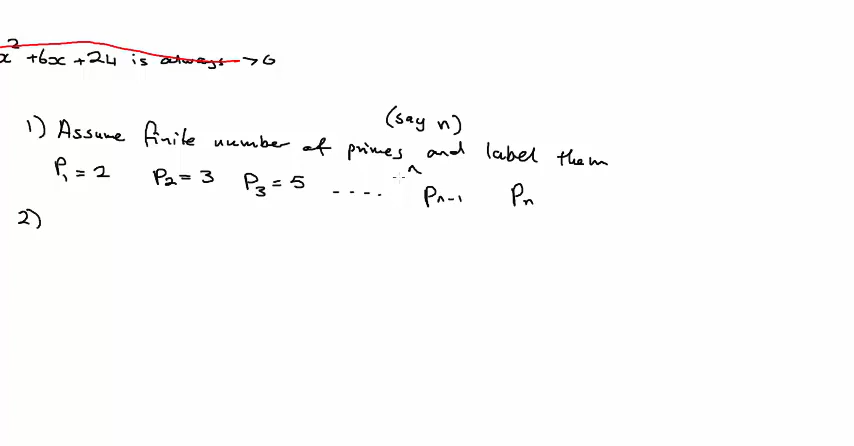 x² + 6x + 24 is always > 0
(say n)
1) Assume finite number of primes ^ and label them
P₁ = 2 P₂ = 3 P₃ = 5 .... Pₙ₋₁ Pₙ
2)